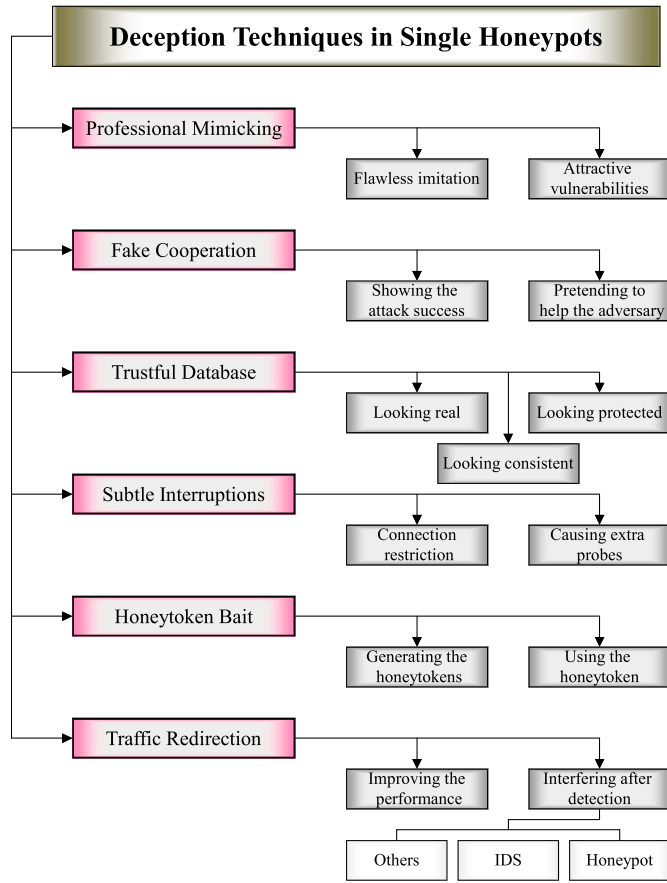 Deception Techniques in Single Honeypots
Professional Mimicking
Flawless imitation
Attractive
vulnerabilities
Fake Cooperation
Showing the
attack success
Pretending to
help the adversary
Trustful Database
Looking real
Looking protected
Looking consistent
Subtle Interruptions
Connection
restriction
Causing extra
probes
Honeytoken Bait
Generating the
honeytokens
Using the
honeytoken
Traffic Redirection
Improving the
performance
Interfering after
detection
Others
IDS
Honeypot